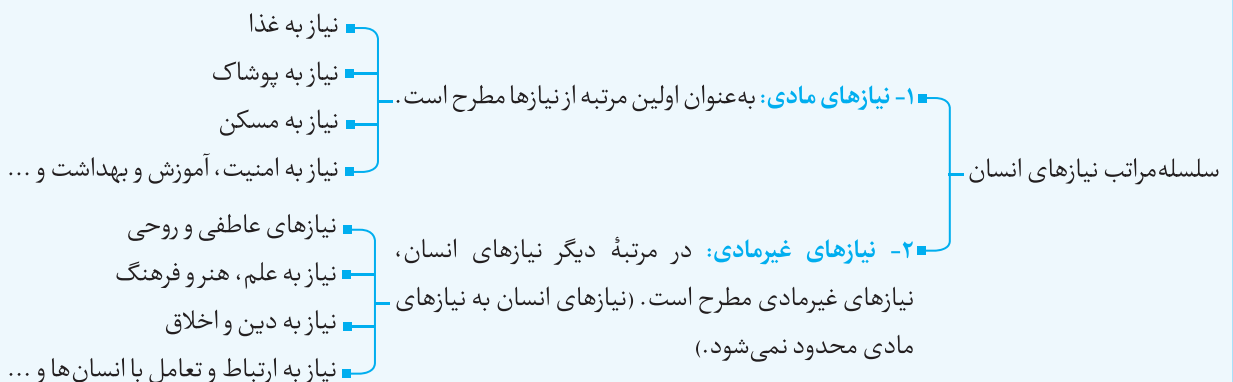 سلسله‌مراتب نیازهای انسان
۱- نیازهای مادی: به‌عنوان اولین مرتبه از نیازها مطرح است.
نیاز به غذا
نیاز به پوشاک
نیاز به مسکن
نیاز به امنیت، آموزش و بهداشت و ...
۲- نیازهای غیرمادی: در مرتبهٔ دیگر نیازهای انسان،
نیازهای غیرمادی مطرح است. (نیازهای انسان به نیازهای
مادی محدود نمی‌شود.)
نیازهای عاطفی و روحی
نیاز به علم، هنر و فرهنگ
نیاز به دین و اخلاق
نیاز به ارتباط و تعامل با انسان‌ها و ...